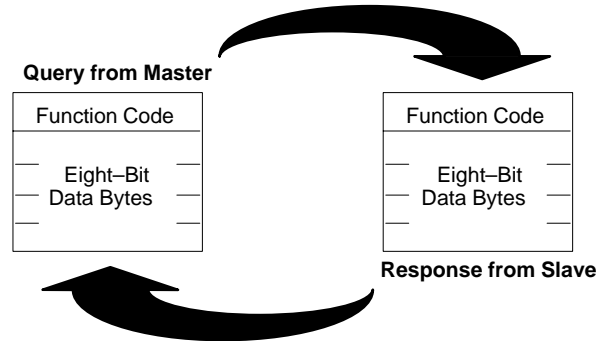 Query from Master
Function Code
Eight–Bit
Data Bytes
Function Code
Eight–Bit
Data Bytes
Response from Slave